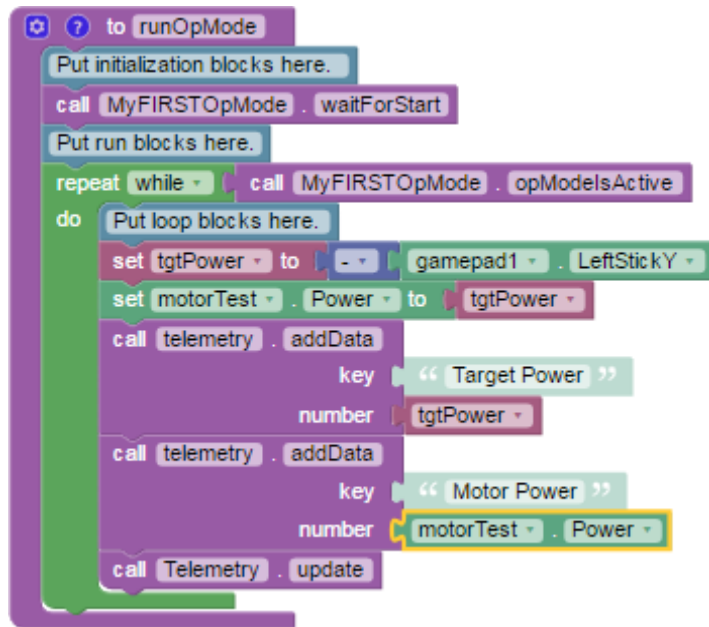 ? to runOpMode
Put initialization blocks here.
call MyFIRSTOpMode . waitForStart
Put run blocks here.
repeat while call MyFIRSTOpMode . opModeIsActive
do Put loop blocks here.
set tgtPower to - gamepad1 . LeftStickY
set motorTest . Power to tgtPower
call telemetry . addData
key “ Target Power ”
number tgtPower
call telemetry . addData
key “ Motor Power ”
number motorTest . Power
call Telemetry . update